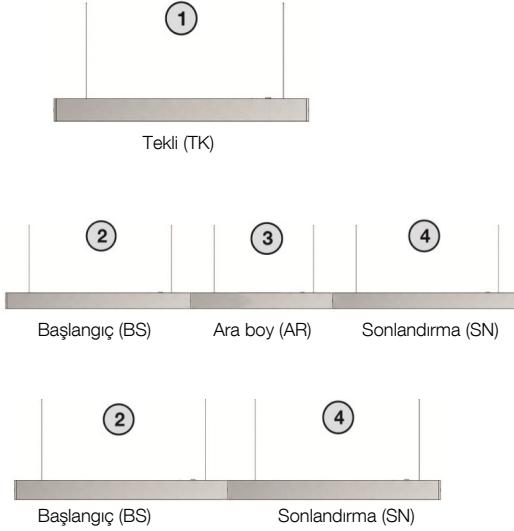 1
Tekli (TK)
2 3 4
Başlangıç (BS) Ara boy (AR) Sonlandırma (SN)
2 4
Başlangıç (BS) Sonlandırma (SN)